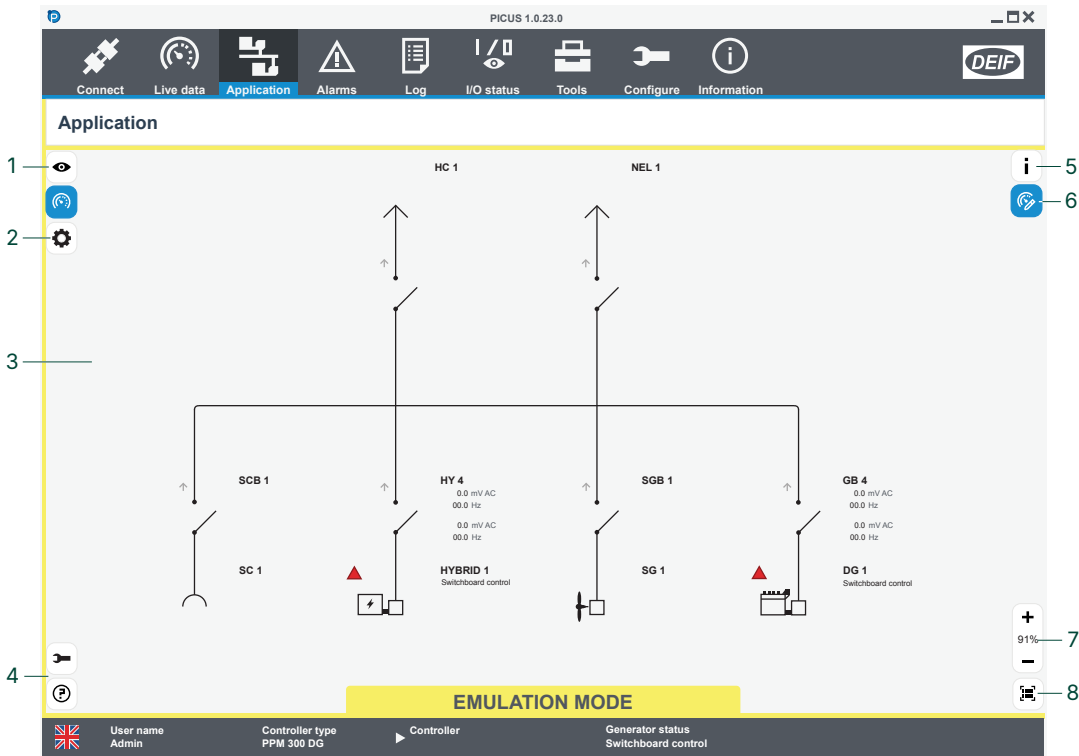 PICUS 1.0.23.0
Connect
Live data
Application
Alarms
Log
I/O status
Tools
Configure
Information
DEIF
Application
1
2
3
4
HC 1
NEL 1
i
5
6
SCB 1
HY 4
0.0 mV AC
00.0 Hz
0.0 mV AC
00.0 Hz
SGB 1
GB 4
0.0 mV AC
00.0 Hz
0.0 mV AC
00.0 Hz
SC 1
HYBRID 1
Switchboard control
SG 1
DG 1
Switchboard control
+
91%
7
8
EMULATION MODE
User name
Admin
Controller type
PPM 300 DG
Controller
Generator status
Switchboard control